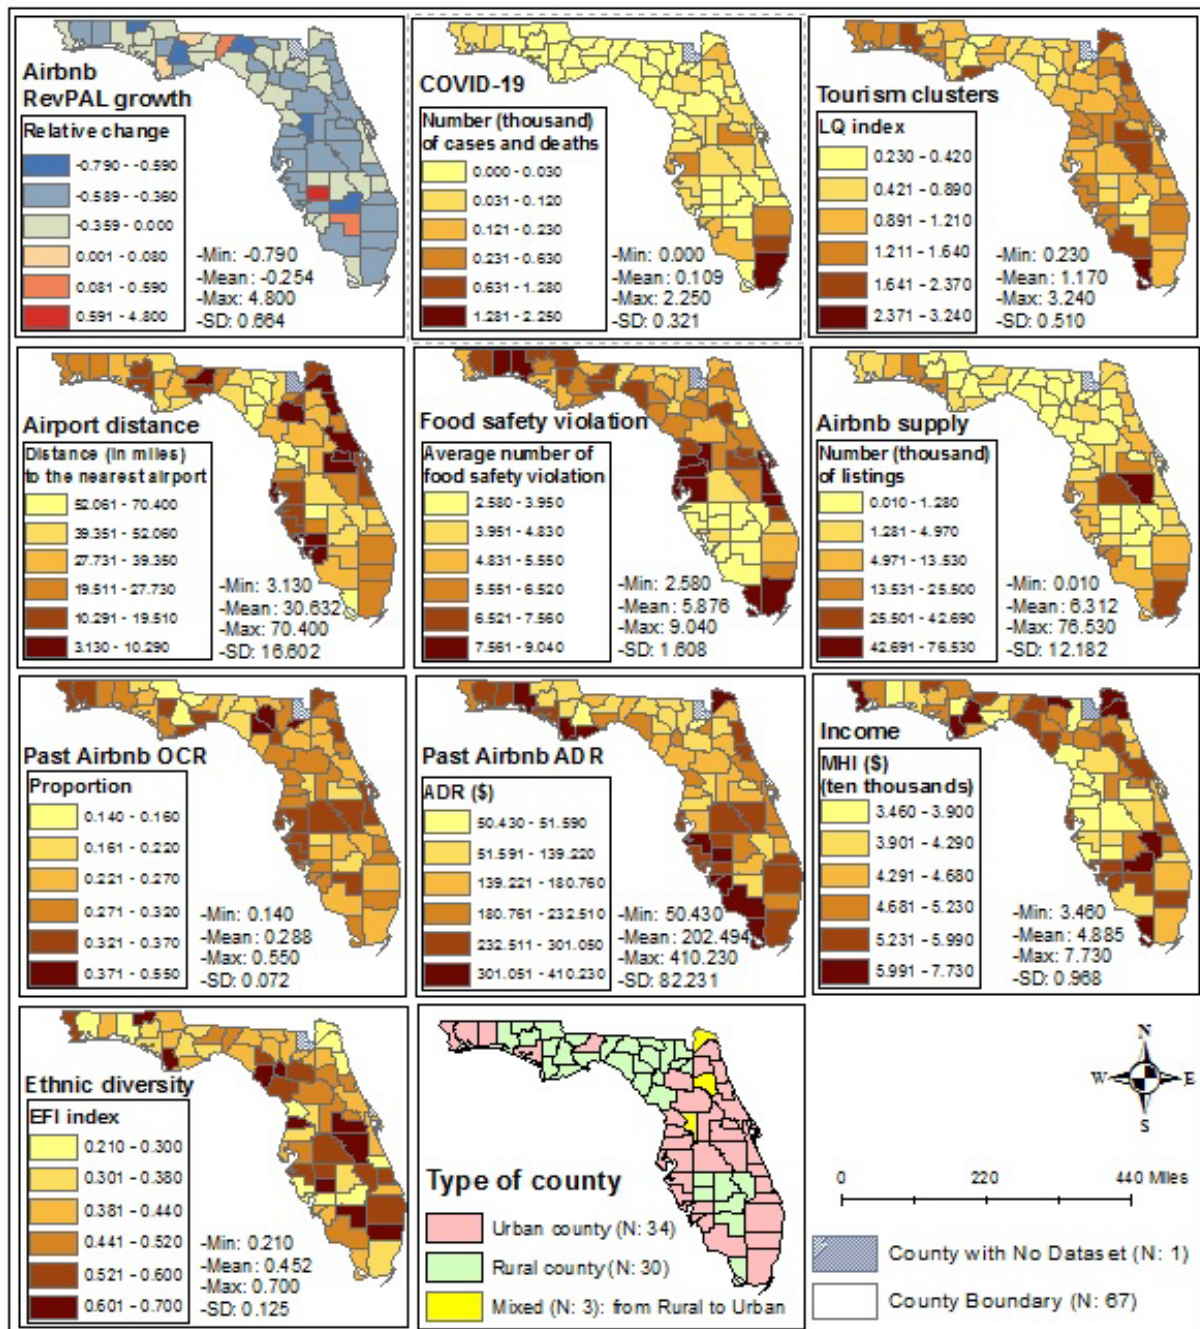 Airbnb
RevPAL growth
Relative change
-0.790 - -0.590
-0.589 - -0.360
-0.359 - 0.000
0.001 - 0.080
0.081 - 0.590
0.591 - 4.800
-Min: -0.790
-Mean: -0.254
-Max: 4.800
-SD: 0.664
COVID-19
Number (thousand)
of cases and deaths
0.000 - 0.030
0.031 - 0.120
0.121 - 0.230
0.231 - 0.630
0.631 - 1.280
1.281 - 2.250
-Min: 0.000
-Mean: 0.109
-Max: 2.250
-SD: 0.321
Tourism clusters
LQ index
0.230 - 0.420
0.421 - 0.890
0.891 - 1.210
1.211 - 1.640
1.641 - 2.370
2.371 - 3.240
-Min: 0.230
-Mean: 1.170
-Max: 3.240
-SD: 0.510
Airport distance
Distance (in miles)
to the nearest airport
52.061 - 70.400
39.351 - 52.060
27.731 - 39.350
19.511 - 27.730
10.291 - 19.510
3.130 - 10.290
-Min: 3.130
-Mean: 30.632
-Max: 70.400
-SD: 16.602
Food safety violation
Average number of
food safety violation
2.580 - 3.950
3.951 - 4.830
4.831 - 5.550
5.551 - 6.520
6.521 - 7.560
7.561 - 9.040
-Min: 2.580
-Mean: 5.876
-Max: 9.040
-SD: 1.608
Airbnb supply
Number (thousand)
of listings
0.010 - 1.280
1.281 - 4.970
4.971 - 13.530
13.531 - 25.500
25.501 - 42.690
42.691 - 76.530
-Min: 0.010
-Mean: 6.312
-Max: 76.530
-SD: 12.182
Past Airbnb OCR
Proportion
0.140 - 0.160
0.161 - 0.220
0.221 - 0.270
0.271 - 0.320
0.321 - 0.370
0.371 - 0.550
-Min: 0.140
-Mean: 0.288
-Max: 0.550
-SD: 0.072
Past Airbnb ADR
ADR ($)
50.430 - 51.590
51.591 - 139.220
139.221 - 180.760
180.761 - 232.510
232.511 - 301.050
301.051 - 410.230
-Min: 50.430
-Mean: 202.494
-Max: 410.230
-SD: 82.231
Income
MHI ($)
(ten thousands)
3.460 - 3.900
3.901 - 4.290
4.291 - 4.680
4.681 - 5.230
5.231 - 5.990
5.991 - 7.730
-Min: 3.460
-Mean: 4.885
-Max: 7.730
-SD: 0.968
Ethnic diversity
EFI index
0.210 - 0.300
0.301 - 0.380
0.381 - 0.440
0.441 - 0.520
0.521 - 0.600
0.601 - 0.700
-Min: 0.210
-Mean: 0.452
-Max: 0.700
-SD: 0.125
Type of county
Urban county (N: 34)
Rural county (N: 30)
Mixed (N: 3): from Rural to Urban
N
W E
S
0 220 440 Miles
County with No Dataset (N: 1)
County Boundary (N: 67)